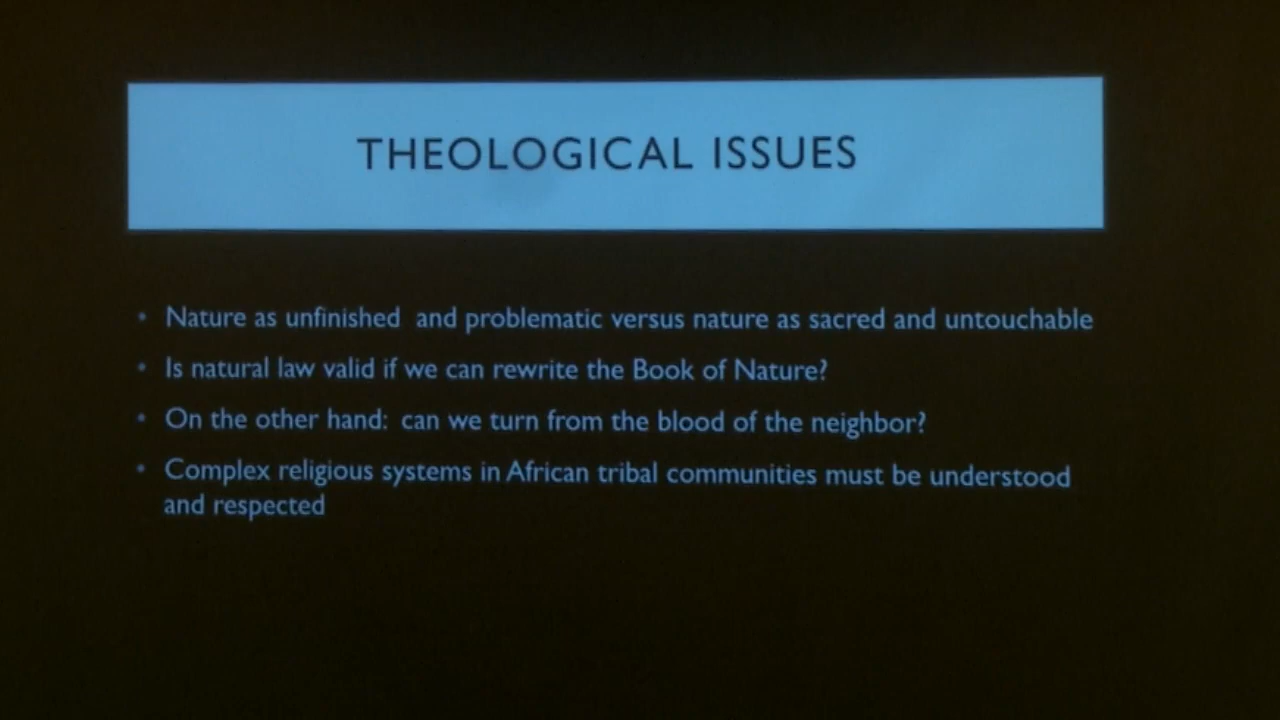 THEOLOGICAL ISSUES
• Nature as unfinished and problematic versus nature as sacred and untouchable
• Is natural law valid if we can rewrite the Book of Nature?
• On the other hand: can we turn from the blood of the neighbor?
• Complex religious systems in African tribal communities must be understood
and respected